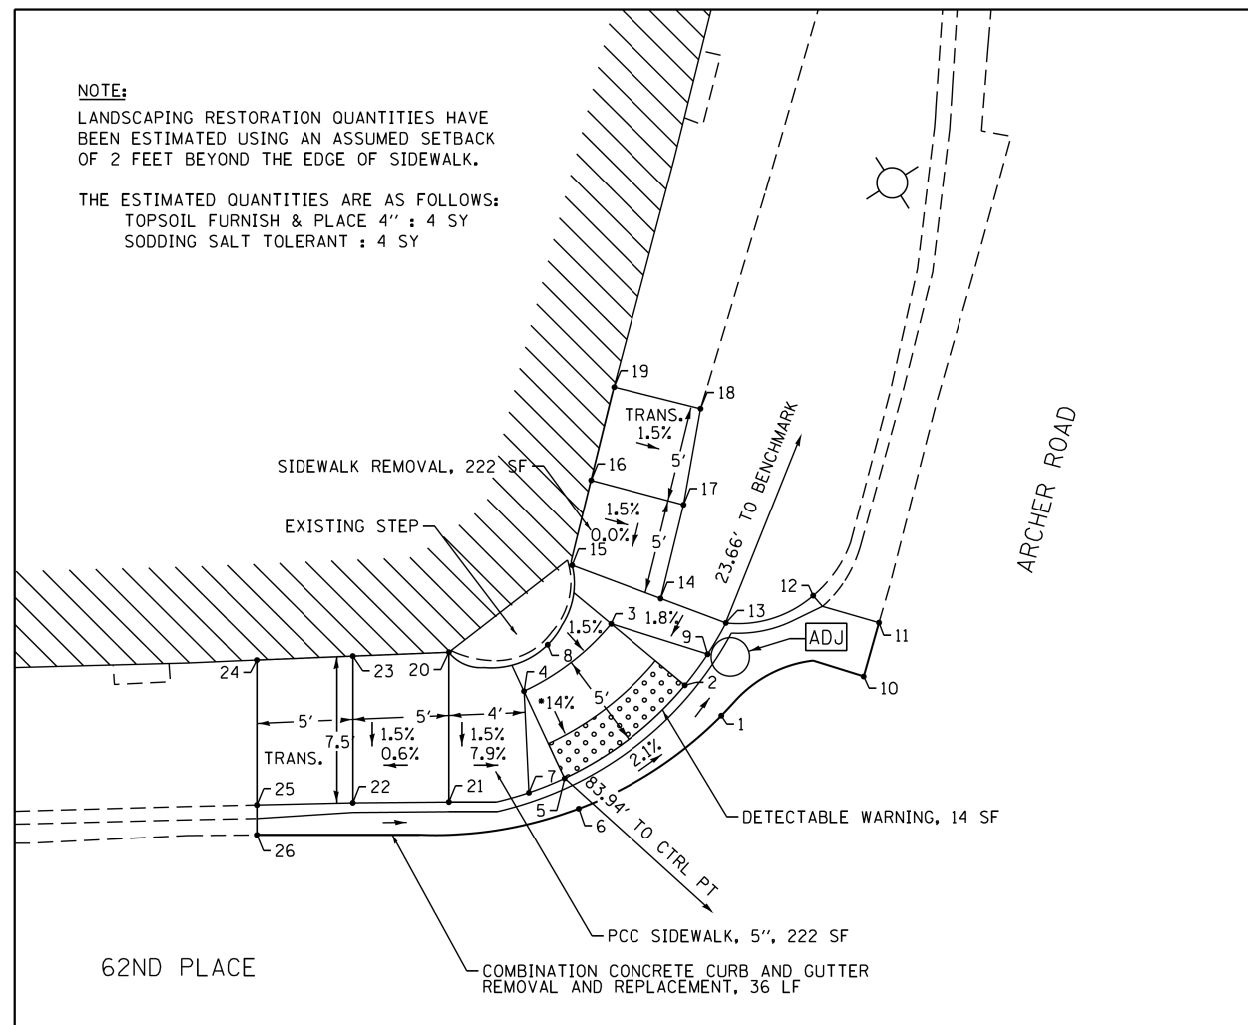 NOTE:
LANDSCAPING RESTORATION QUANTITIES HAVE
BEEN ESTIMATED USING AN ASSUMED SETBACK
OF 2 FEET BEYOND THE EDGE OF SIDEWALK.
THE ESTIMATED QUANTITIES ARE AS FOLLOWS:
TOPSOIL FURNISH & PLACE 4'' : 4 SY
SODDING SALT TOLERANT : 4 SY
19
18
TRANS.
1.5%
5'
16
17
SIDEWALK REMOVAL, 222 SF
1.5%
0.0%
5'
EXISTING STEP
15
14
23.66' TO BENCHMARK
ARCHER ROAD
12
13
11
ADJ
1.8%
3
9
1.5%
8
10
24
23
20
4
2
1
5'
*14%
5'
5'
4'
7.5'
1.5%
0.6%
1.5%
7.9%
TRANS.
2.1%
25
22
21
7
5
6
26
83.94' TO CTRL PT
DETECTABLE WARNING, 14 SF
PCC SIDEWALK, 5'', 222 SF
62ND PLACE
COMBINATION CONCRETE CURB AND GUTTER
REMOVAL AND REPLACEMENT, 36 LF